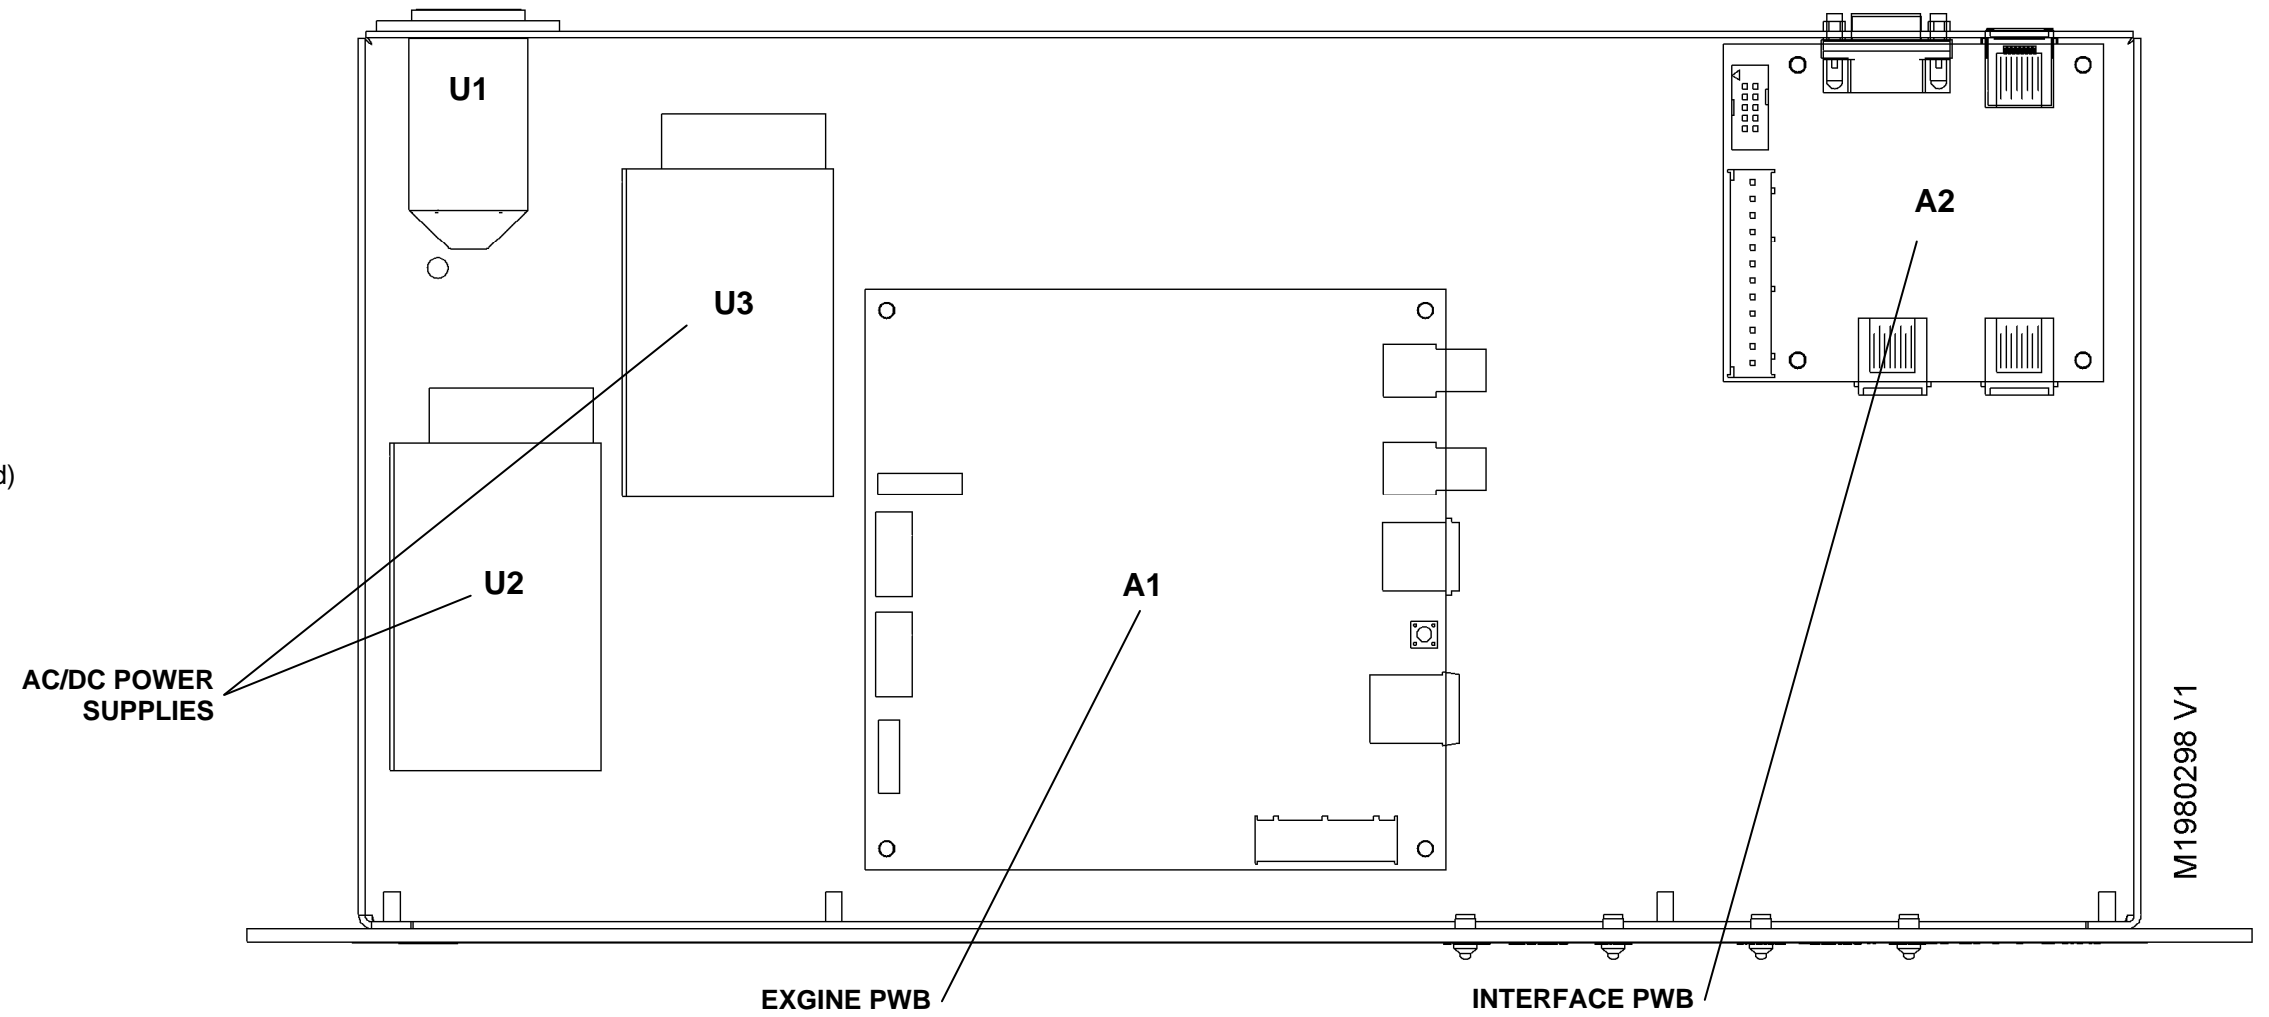 U1
A2
U3
d)
U2
A1
AC/DC POWER
SUPPLIES
M1980298 V1
EXGINE PWB
INTERFACE PWB